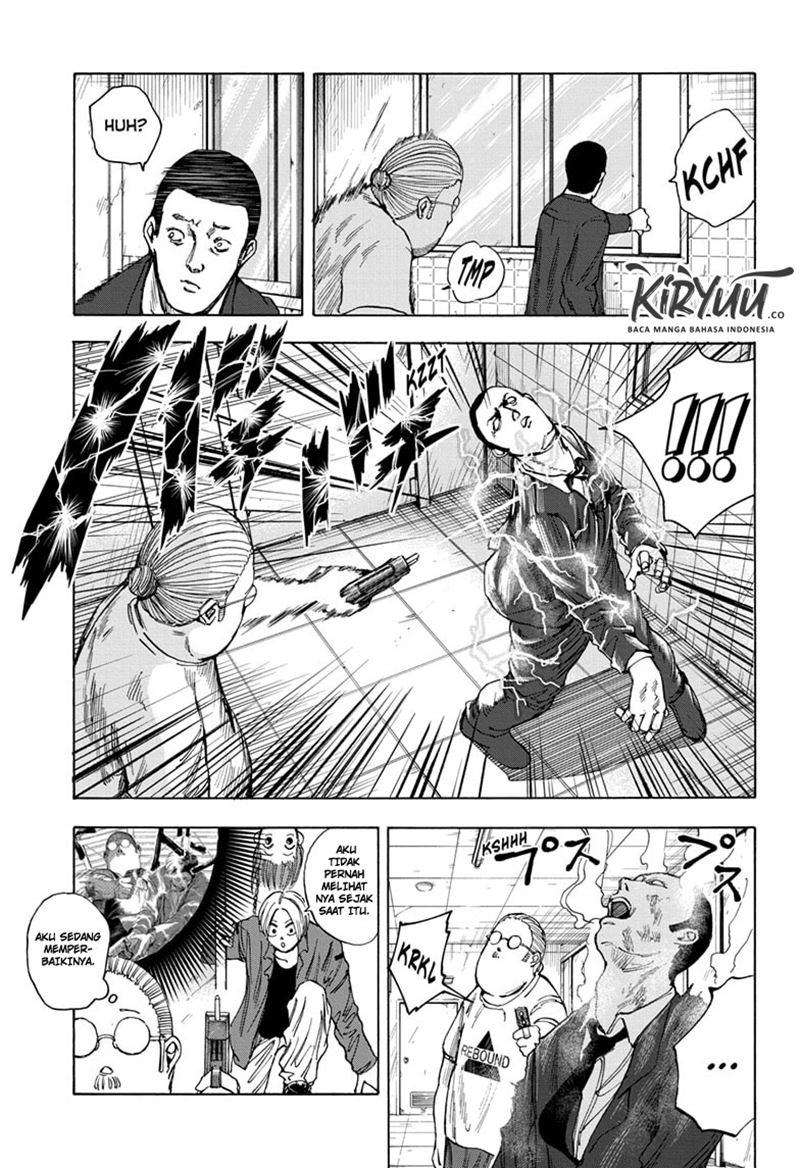 KCHF
TMP
HUH?
KiRYUU.CO
BACA MANGA BAHASA INDONESIA
!!!
KZZT
KSHHH
プス
プス
KRKL
REBOUND
...
AKU
TIDAK
PERNAH
MELIHAT
NYA SEJAK
SAAT ITU.
AKU SEDANG
MEMPER-
BAIKINYA.